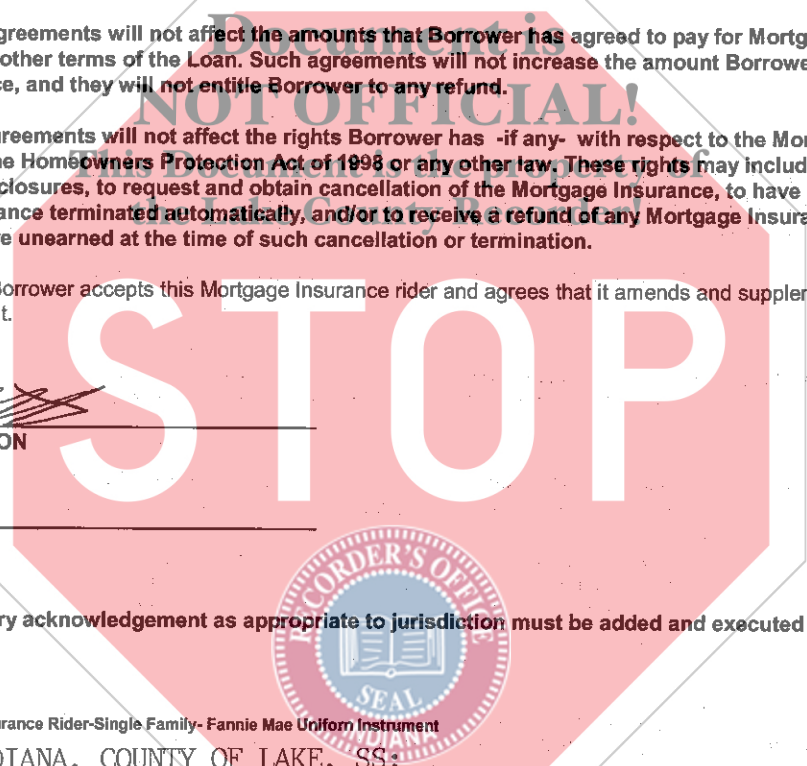 greements will not affect the amounts that Borrower has agreed to pay for Mortg
Document is
other terms of the Loan. Such agreements will not increase the amount Borrowe
ce, and they will not entitle Borrower to any refund.
NOT OFFICIAL!
greements will not affect the rights Borrower has -if any- with respect to the Mor
This Document is the property of
ne Homeowners Protection Act of 1998 or any other law. These rights may includ
closures, to request and obtain cancellation of the Mortgage Insurance, to have
the Lake County Recorder!
ance terminated automatically, and/or to receive a refund of any Mortgage Insura
e unearned at the time of such cancellation or termination.
Borrower accepts this Mortgage Insurance rider and agrees that it amends and supplen
t.
STOP
ON
RECORDER'S OFFICE
ry acknowledgement as appropriate to jurisdiction must be added and executed
SEAL
INDIANA
urance Rider-Single Family- Fannie Mae Uniforn Instrument
DIANA, COUNTY OF LAKE, SS: